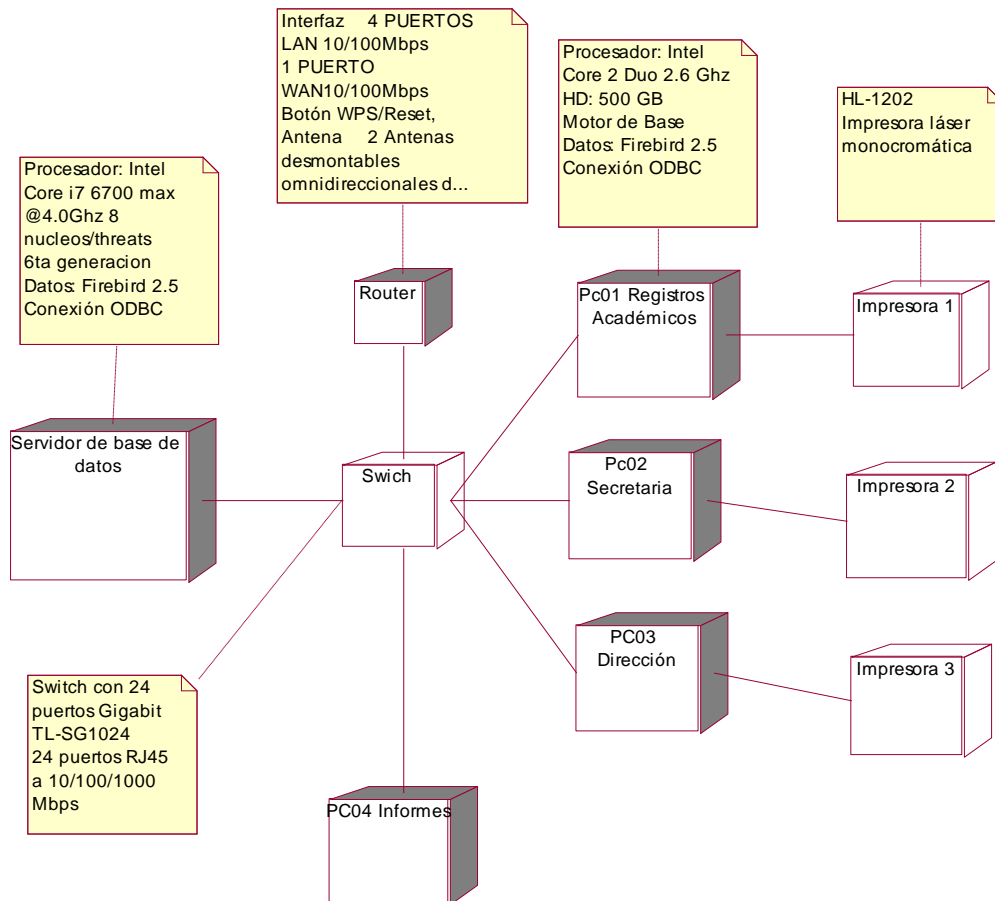 Interfaz 4 PUERTOS
LAN 10/100Mbps
1 PUERTO
WAN10/100Mbps
Botón WPS/Reset,
Antena 2 Antenas
desmontables
omnidireccionales d...
Procesador: Intel
Core 2 Duo 2.6 Ghz
HD: 500 GB
Motor de Base
Datos: Firebird 2.5
Conexión ODBC
HL-1202
Impresora láser
monocromática
Procesador: Intel
Core i7 6700 max
@4.0Ghz 8
nucleos/threats
6ta generacion
Datos: Firebird 2.5
Conexión ODBC
Router
Pc01 Registros
Académicos
Impresora 1
Servidor de base de
datos
Swich
Pc02
Secretaria
Impresora 2
PC03
Dirección
Impresora 3
Switch con 24
puertos Gigabit
TL-SG1024
24 puertos RJ45
a 10/100/1000
Mbps
PC04 Informes